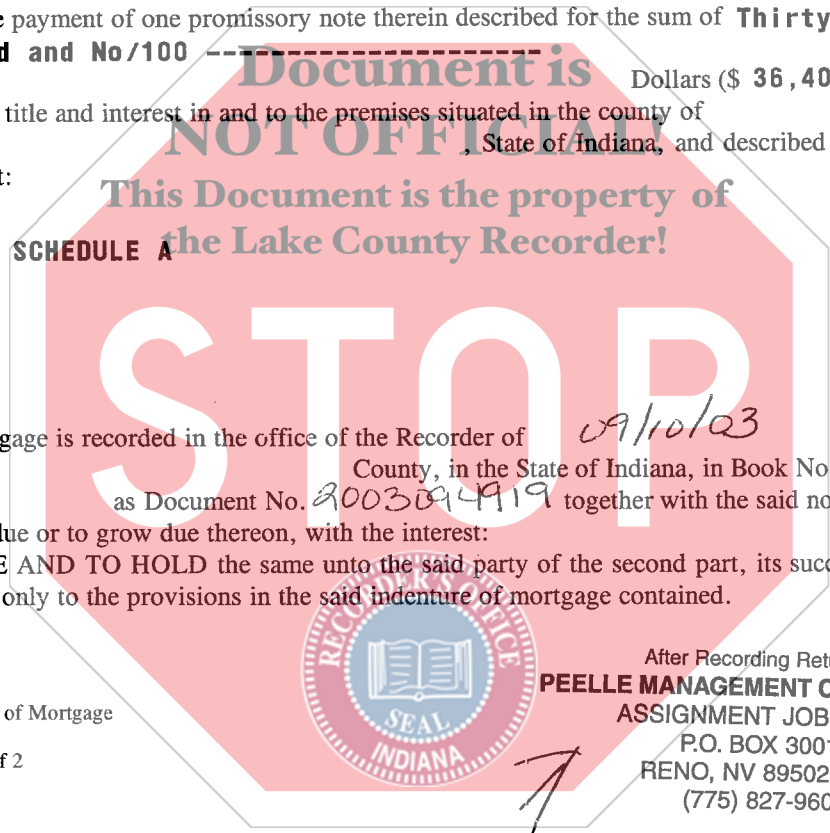 e payment of one promissory note therein described for the sum of Thirty
d and No/100 --------------------
Document is
Dollars ($ 36,40
title and interest in and to the premises situated in the county of
NOT OFFICIAL!
, State of Indiana, and described
t:
This Document is the property of
SCHEDULE A
the Lake County Recorder!
STOP
gage is recorded in the office of the Recorder of 09/10/03
County, in the State of Indiana, in Book No
as Document No. 2003094919 together with the said no
due or to grow due thereon, with the interest:
E AND TO HOLD the same unto the said party of the second part, its succ
only to the provisions in the said indenture of mortgage contained.
RECORDER'S OFFICE
SEAL
INDIANA
After Recording Retu
PEELLE MANAGEMENT C
of Mortgage
ASSIGNMENT JOB
P.O. BOX 3001
f 2
RENO, NV 89502
(775) 827-960